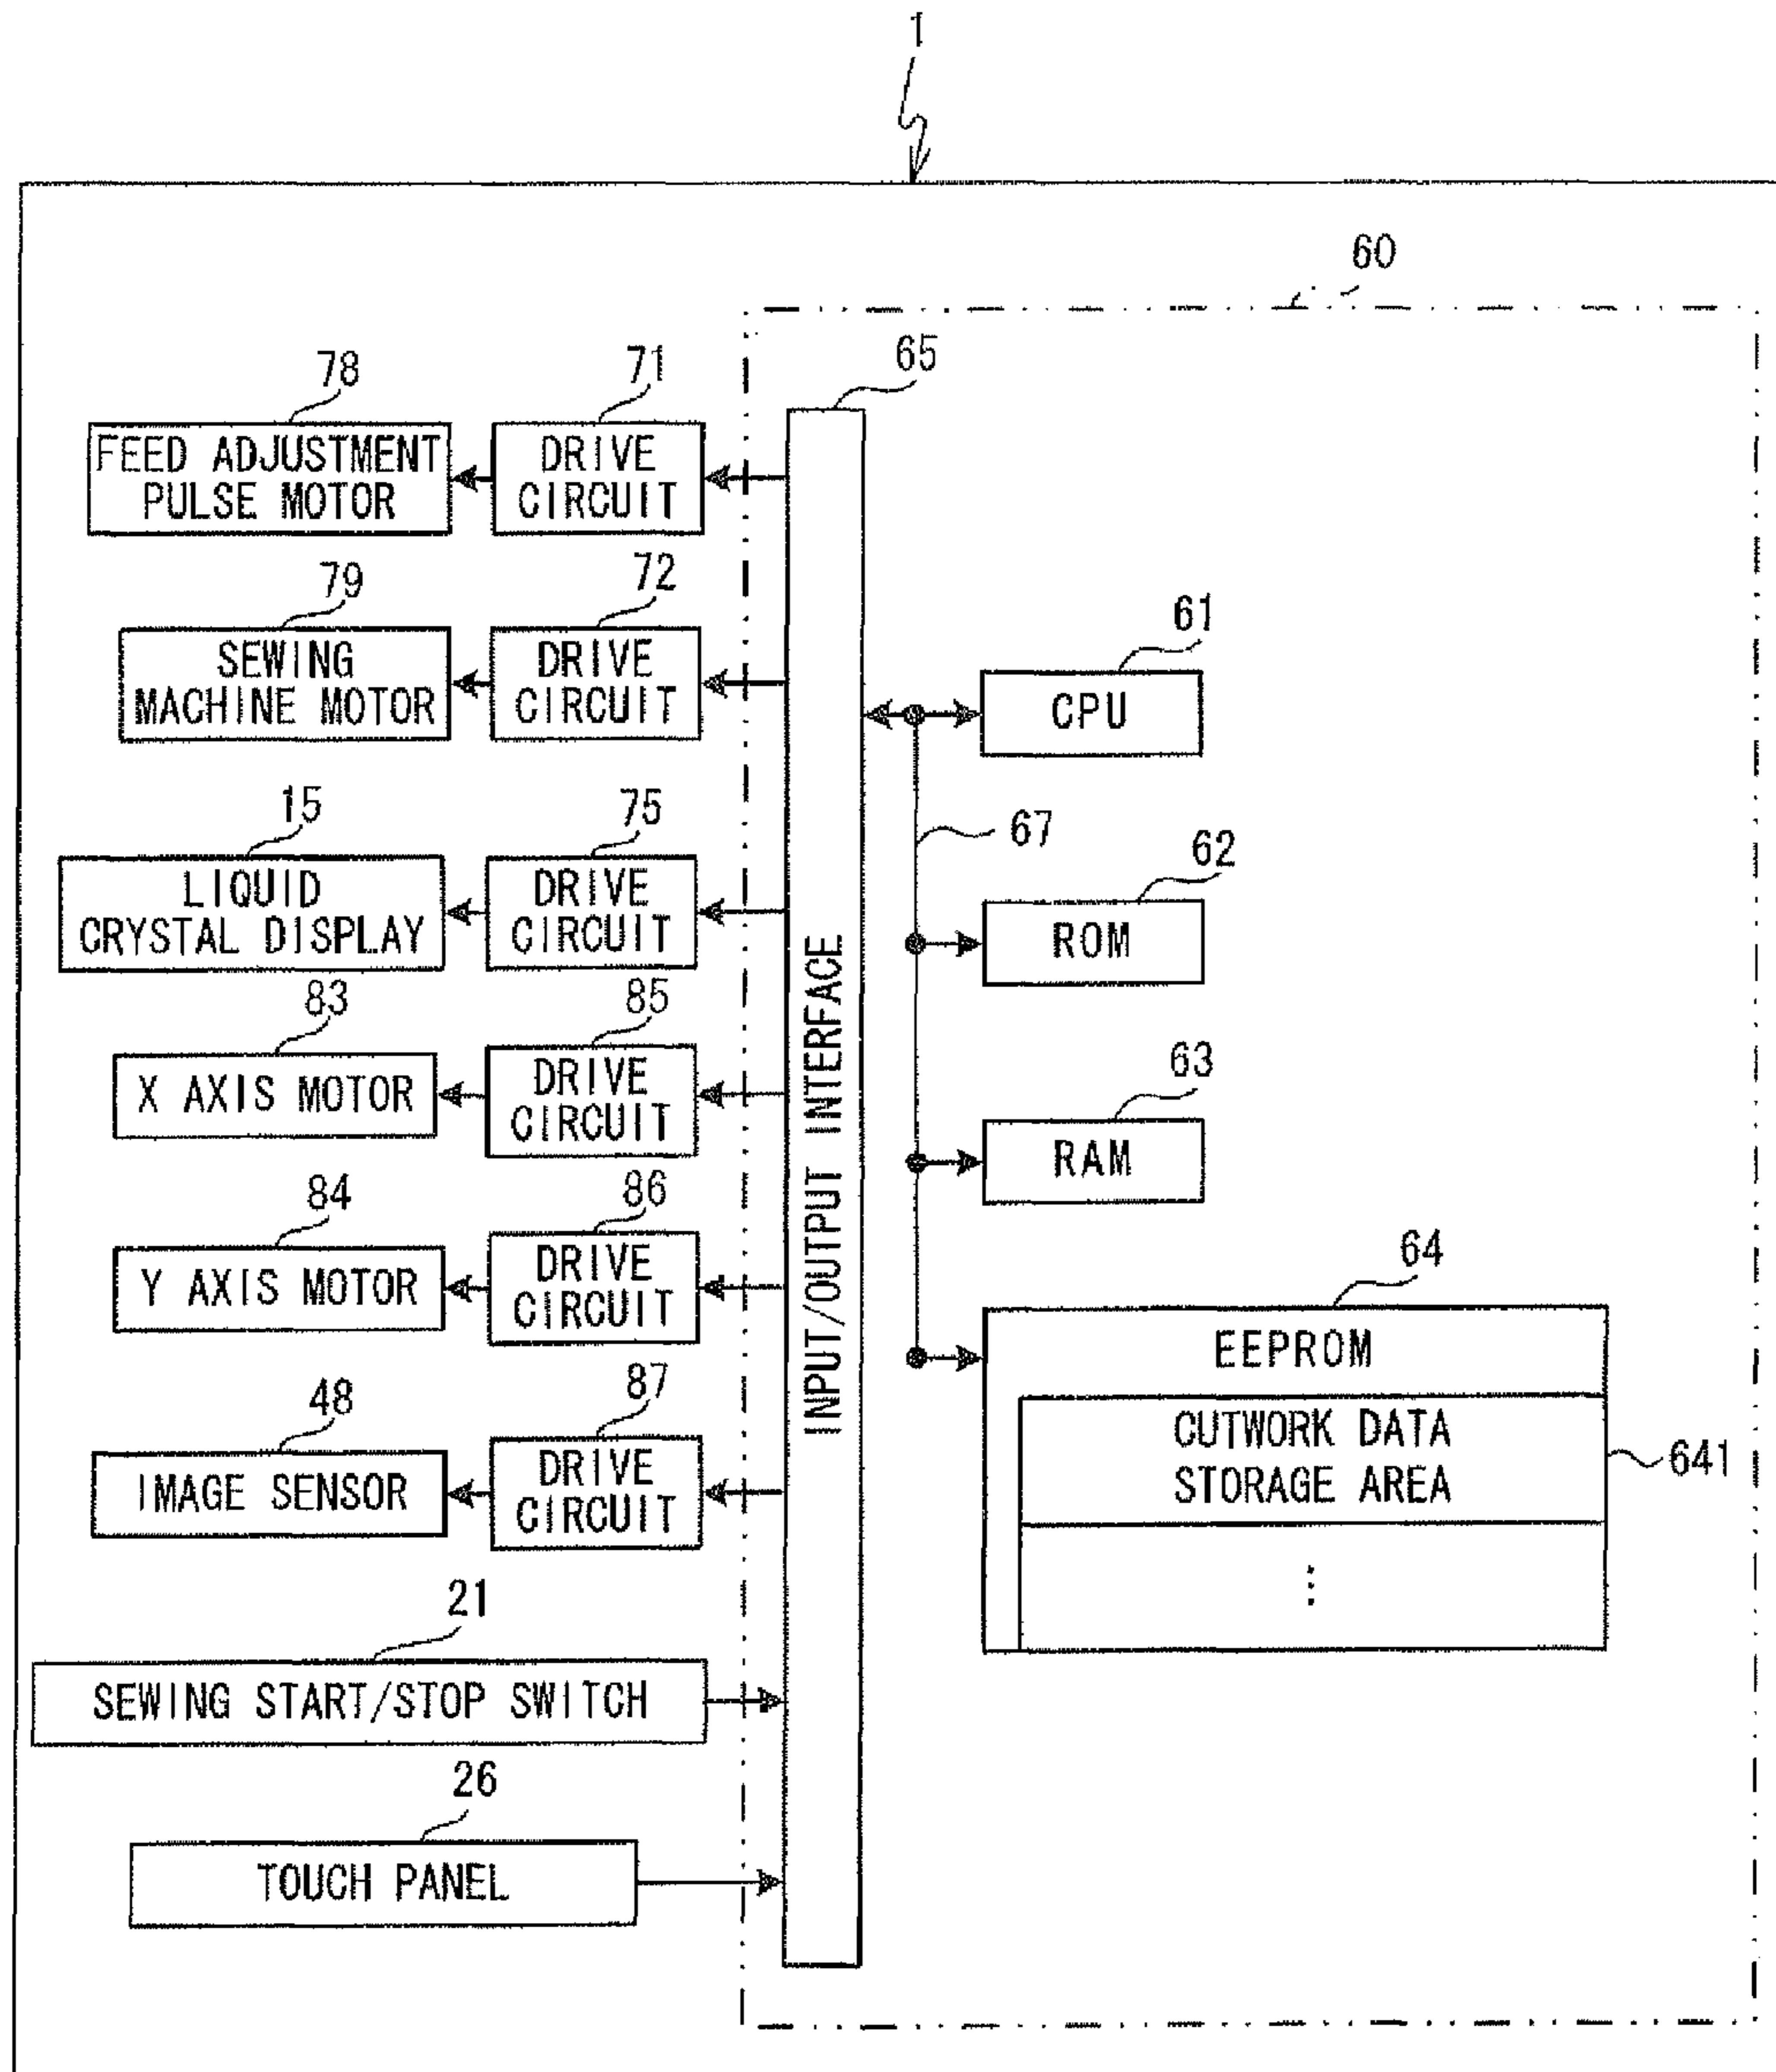 1
60
65
78
71
FEED ADJUSTMENT
PULSE MOTOR
DRIVE
CIRCUIT
79
72
SEWING
MACHINE MOTOR
DRIVE
CIRCUIT
61
CPU
15
75
LIQUID
CRYSTAL DISPLAY
DRIVE
CIRCUIT
67
62
ROM
83
85
X AXIS MOTOR
DRIVE
CIRCUIT
INPUT/OUTPUT INTERFACE
63
RAM
84
86
Y AXIS MOTOR
DRIVE
CIRCUIT
64
EEPROM
CUTWORK DATA
STORAGE AREA
641
⋮
48
87
IMAGE SENSOR
DRIVE
CIRCUIT
21
SEWING START/STOP SWITCH
26
TOUCH PANEL